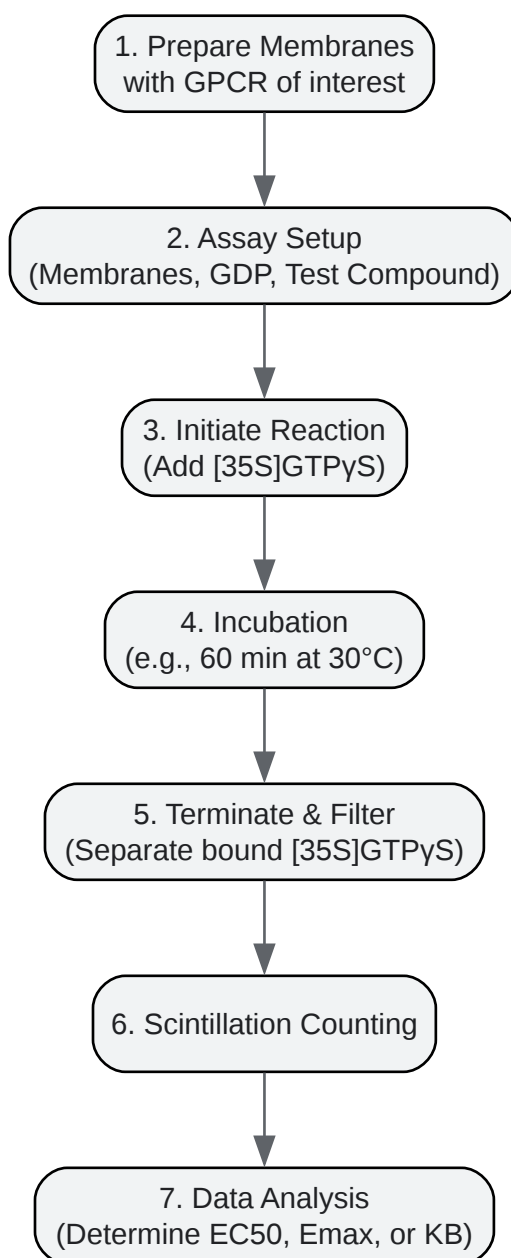 1. Prepare Membranes
with GPCR of interest
2. Assay Setup
(Membranes, GDP, Test Compound)
3. Initiate Reaction
(Add [35S]GTPγS)
4. Incubation
(e.g., 60 min at 30°C)
5. Terminate & Filter
(Separate bound [35S]GTPγS)
6. Scintillation Counting
7. Data Analysis
(Determine EC50, Emax, or KB)